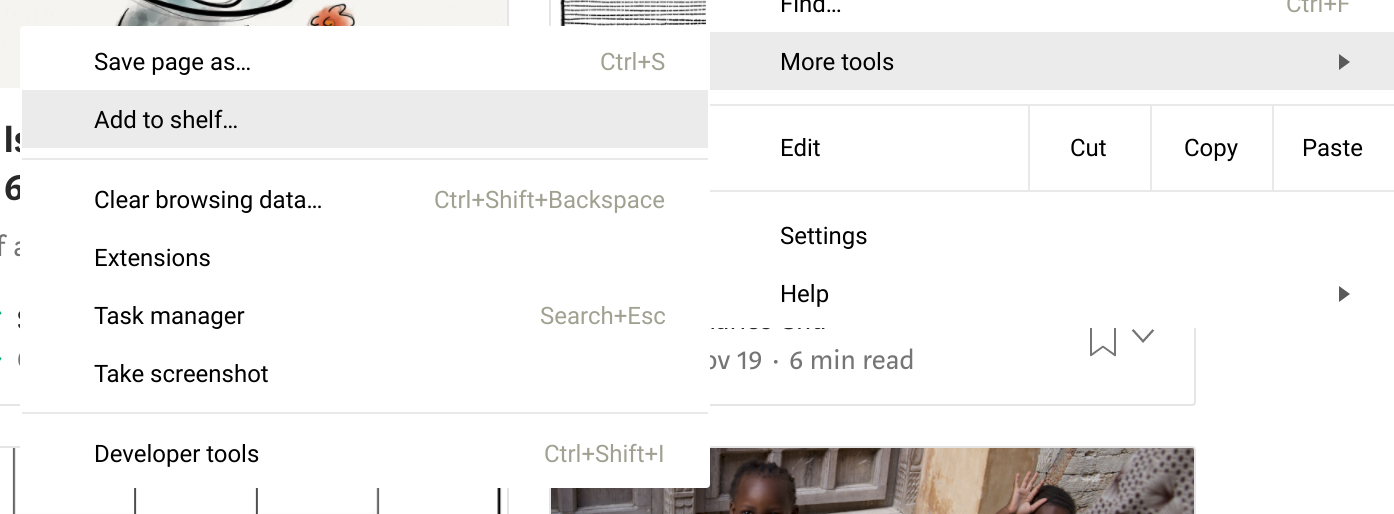 Find… Ctrl+F
Save page as… Ctrl+S
More tools
Add to shelf…
Edit Cut Copy Paste
Clear browsing data… Ctrl+Shift+Backspace
Settings
Extensions
Help
Task manager Search+Esc
19 · 6 min read
Take screenshot
Developer tools Ctrl+Shift+I